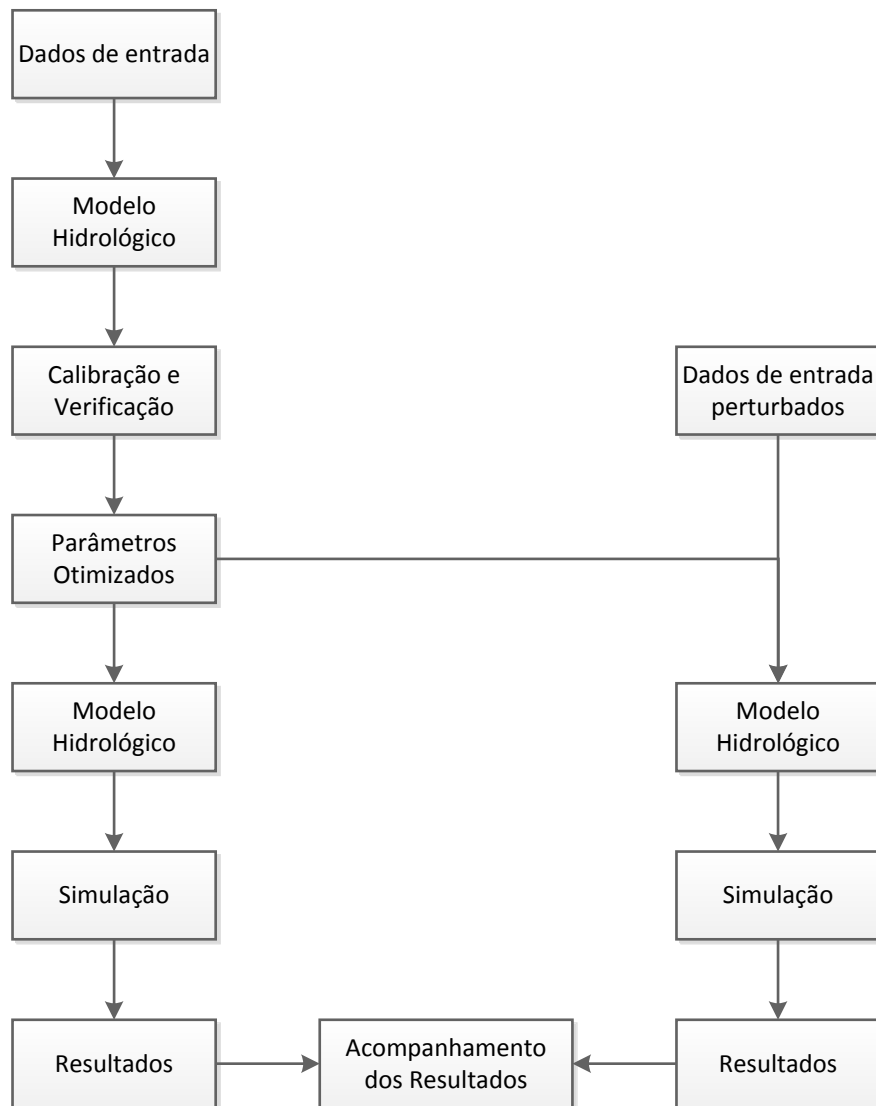 Dados de entrada
Modelo
Hidrológico
Calibração e
Verificação
Dados de entrada
perturbados
Parâmetros
Otimizados
Modelo
Hidrológico
Modelo
Hidrológico
Simulação
Simulação
Resultados
Acompanhamento
dos Resultados
Resultados